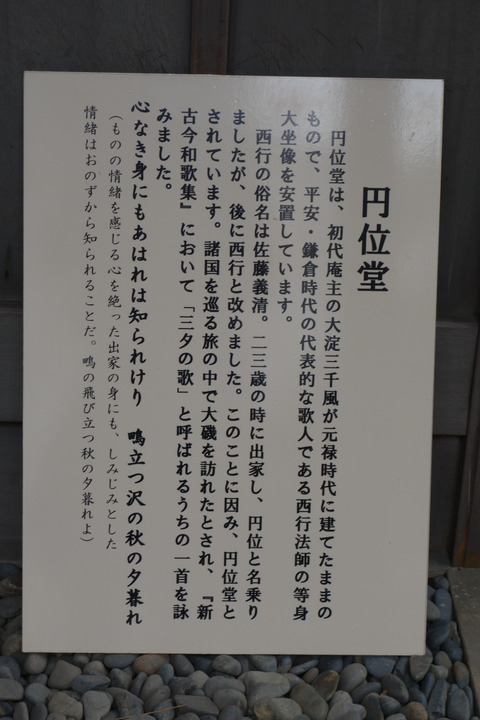 円位堂
円位堂は、初代庵主の大淀三千風が元禄時代に建てたままの
もので、平安・鎌倉時代の代表的な歌人である西行法師の等身
大坐像を安置しています。
西行の俗名は佐藤義清。二三歳の時に出家し、円位と名乗り
ましたが、後に西行と改めました。このことに因み、円位堂と
されています。諸国を巡る旅の中で大磯を訪れたとされ、『新
古今和歌集』において「三夕の歌」と呼ばれるうちの一首を詠
みました。
心なき身にもあはれは知られけり　鴫立つ沢の秋の夕暮れ
（ものの情緒を感じる心を絶った出家の身にも、しみじみとした
情緒はおのずから知られることだ。鴫の飛び立つ秋の夕暮れよ）